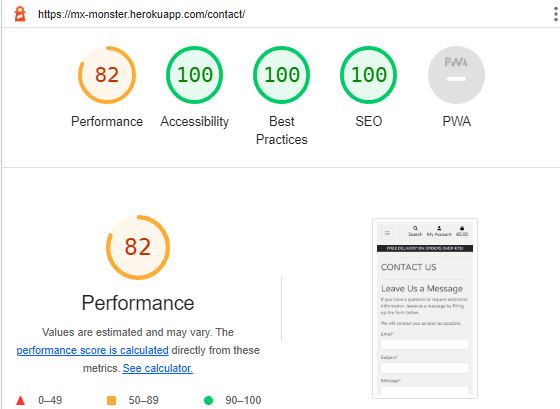 https://mx-monster.herokuapp.com/contact/
82
100
100
100
PWA
Performance
Accessibility
Best
Practices
SEO
PWA
82
Performance
Values are estimated and may vary. The
performance score is calculated directly from these
metrics. See calculator.
0–49
50–89
90–100
Search
My Account
€0.00
FREE DELIVERY ON ORDERS OVER €75!
CONTACT US
Leave Us a Message
If you have a question or require additional
information, leave us a message by filling
up the form below.
We will contact you as soon as possible.
Email*
Subject*
Message*